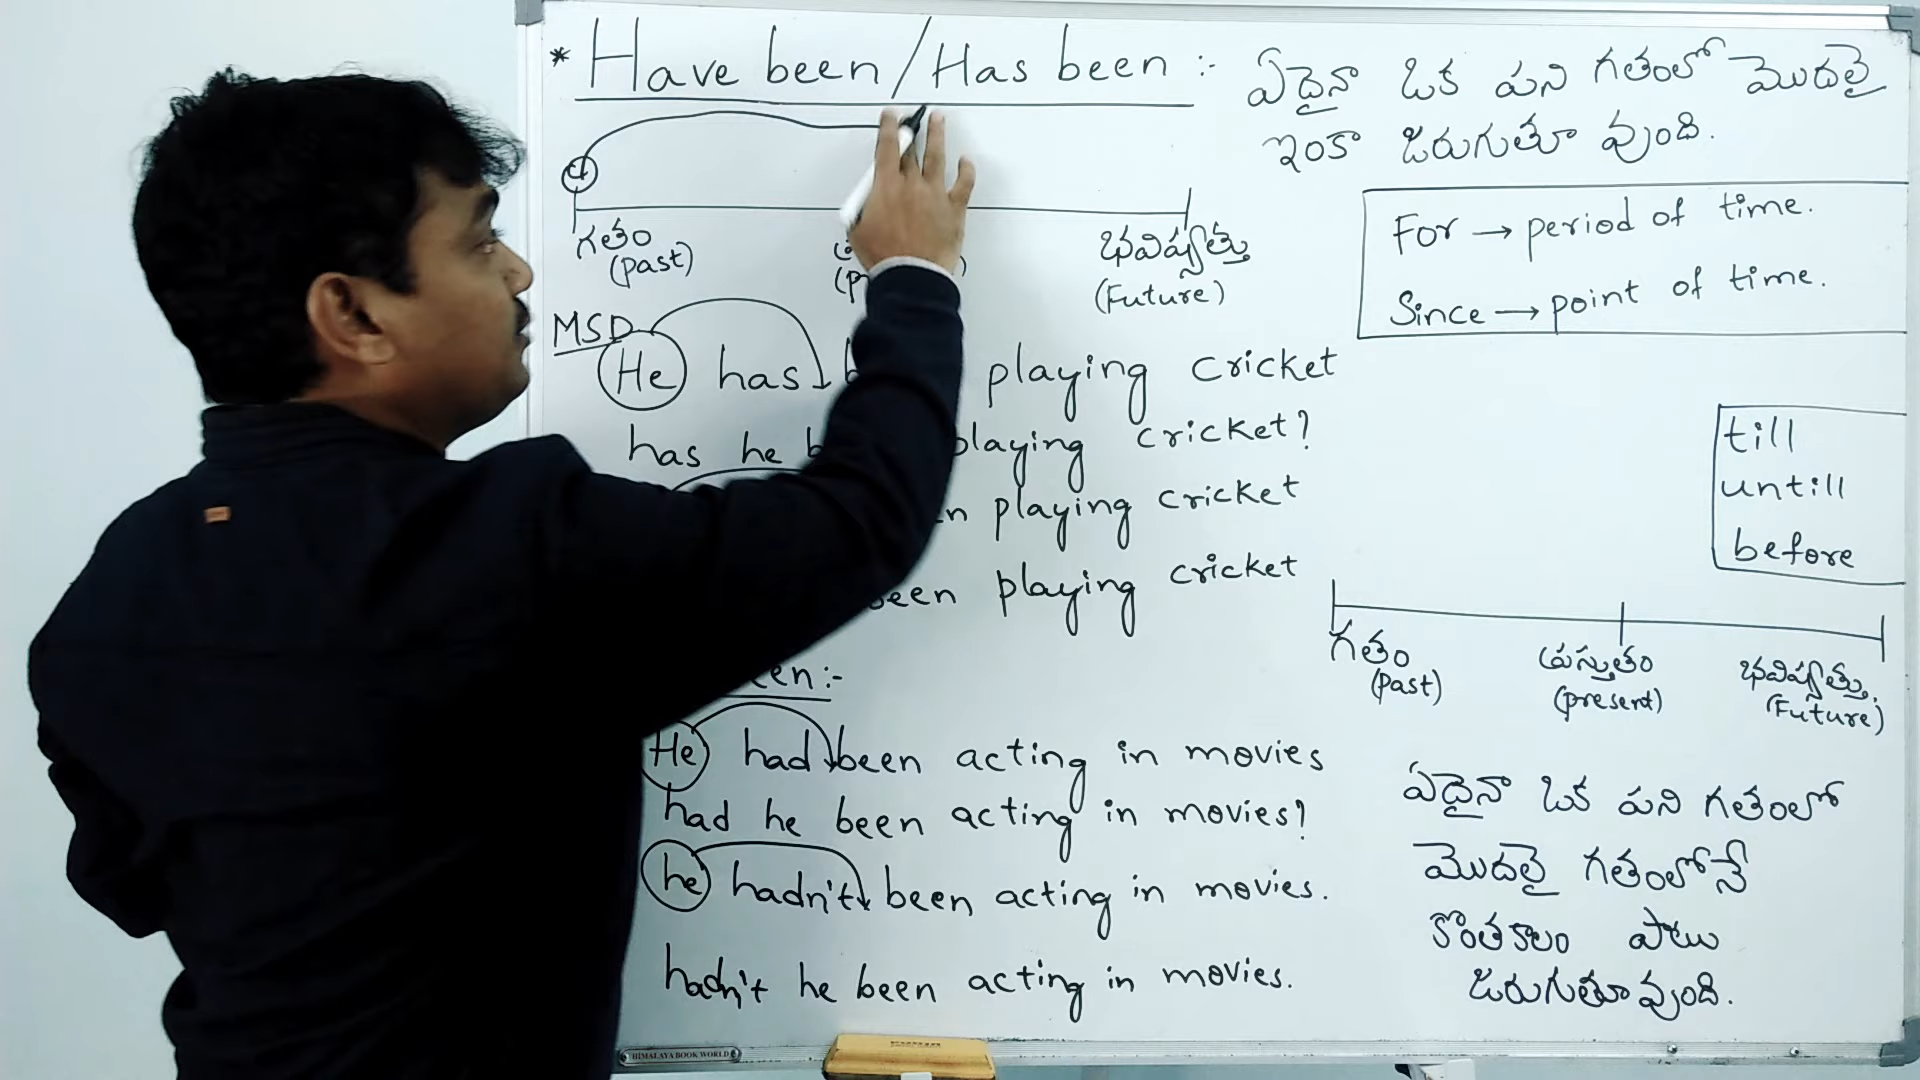 * Have been / Has been :-
ఏదైనా ఒక పని గతంలో మొదలై
ఇంకా జరుగుతూ వుంది.
గతం
(past)
భవిష్యత్తు
(Future)
For → period of time.
Since → point of time.
MSD
He has playing cricket
has he playing cricket?
playing cricket
been playing cricket
till
untill
before
గతం
(past)
ప్రస్తుతం
(present)
భవిష్యత్తు.
(Future)
He had been acting in movies
had he been acting in movies?
he hadn't been acting in movies.
hadn't he been acting in movies.
ఏదైనా ఒక పని గతంలో
మొదలై గతంలోనే
కొంతకాలం పాటు
జరుగుతూ వుంది.
HIMALAYA BOOK WORLD